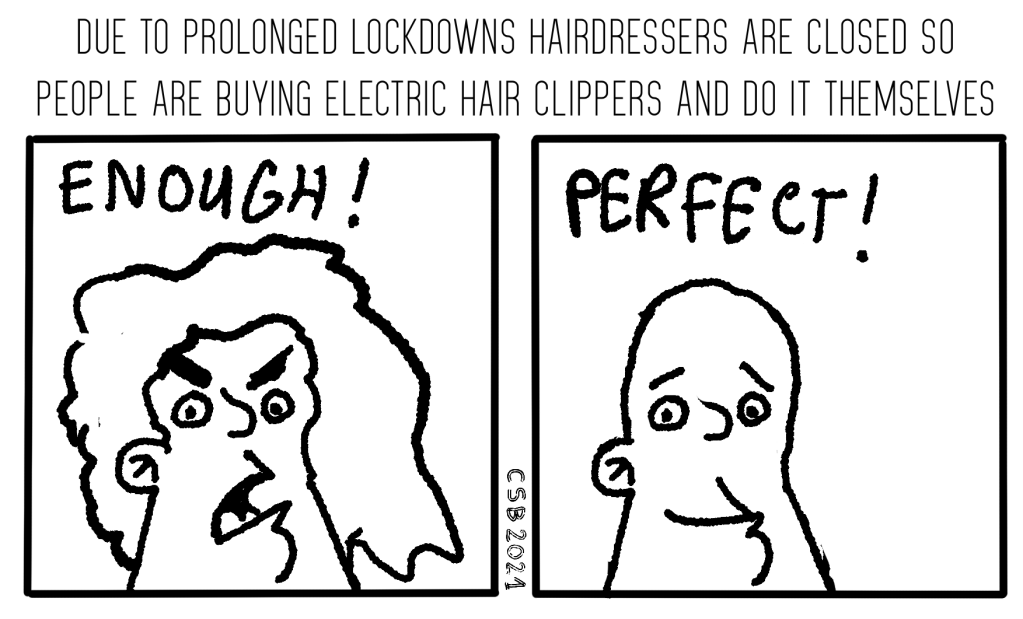 DUE TO PROLONGED LOCKDOWNS HAIRDRESSERS ARE CLOSED SO
PEOPLE ARE BUYING ELECTRIC HAIR CLIPPERS AND DO IT THEMSELVES
ENOUGH!
PERFECT!
CSB2021